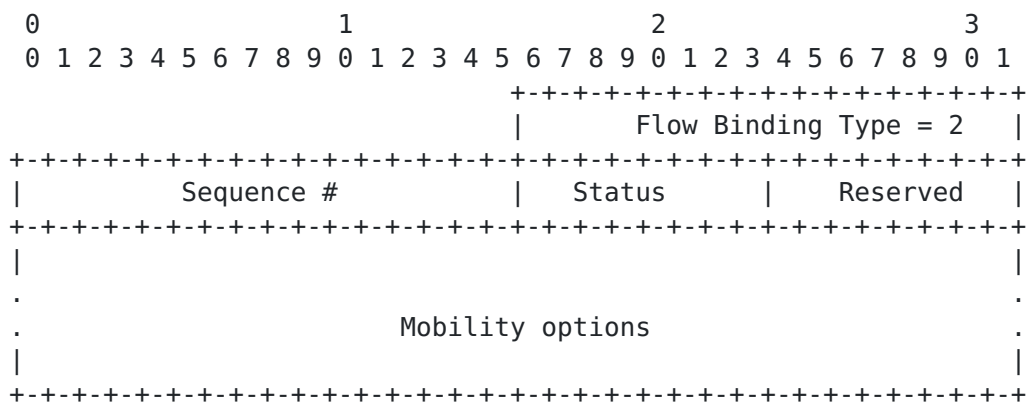 0                   1                   2                   3
 0 1 2 3 4 5 6 7 8 9 0 1 2 3 4 5 6 7 8 9 0 1 2 3 4 5 6 7 8 9 0 1
                                +-+-+-+-+-+-+-+-+-+-+-+-+-+-+-+-+
                                |       Flow Binding Type = 2   |
+-+-+-+-+-+-+-+-+-+-+-+-+-+-+-+-+-+-+-+-+-+-+-+-+-+-+-+-+-+-+-+-+
|          Sequence #           |   Status      |    Reserved   |
+-+-+-+-+-+-+-+-+-+-+-+-+-+-+-+-+-+-+-+-+-+-+-+-+-+-+-+-+-+-+-+-+
|                                                               |
.                                                               .
.                        Mobility options                       .
|                                                               |
+-+-+-+-+-+-+-+-+-+-+-+-+-+-+-+-+-+-+-+-+-+-+-+-+-+-+-+-+-+-+-+-+